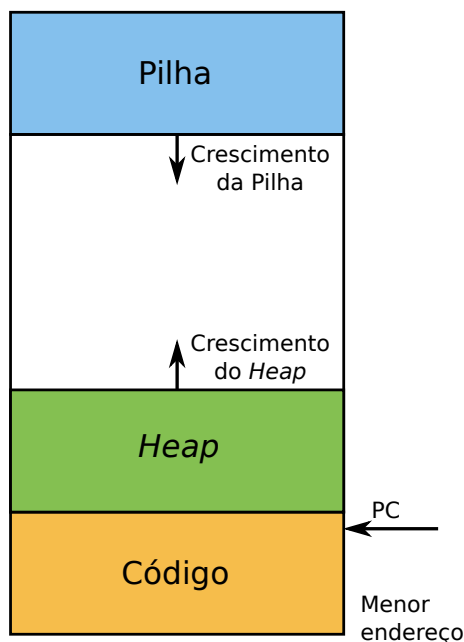 Pilha
Crescimento
da Pilha
Crescimento
do Heap
Heap
PC
Código
Menor
endereço